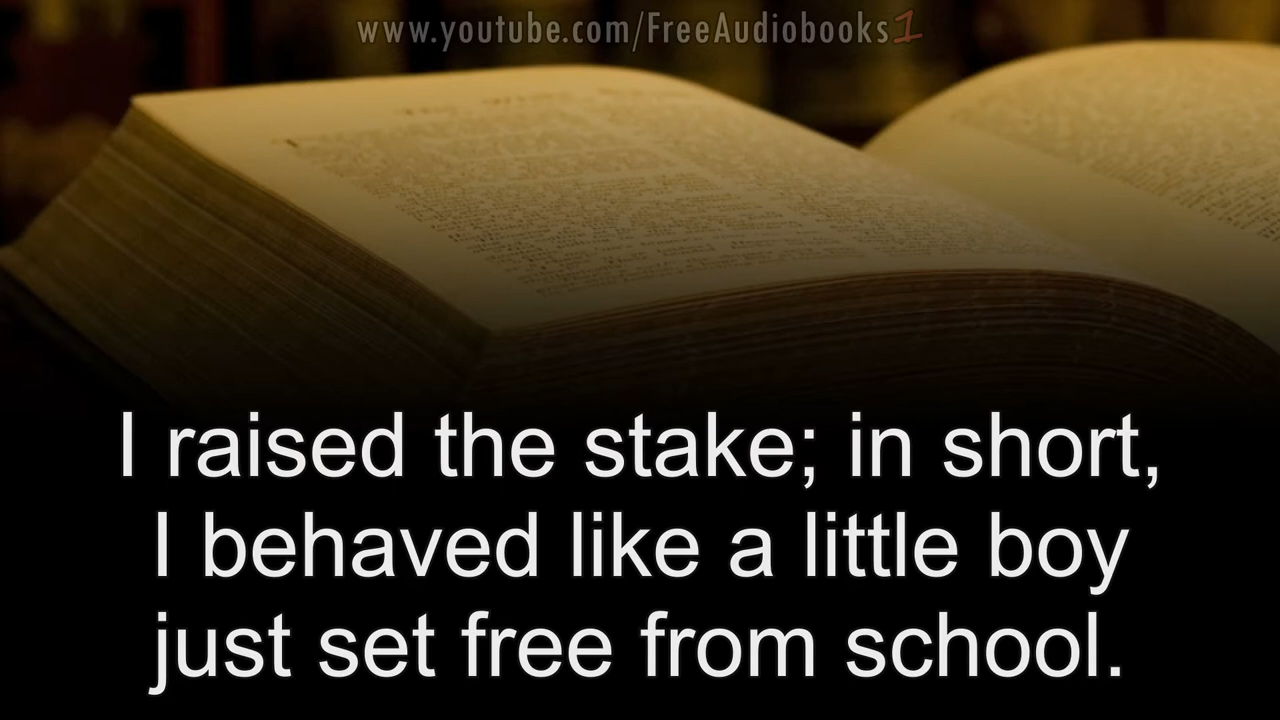 www.youtube.com/FreeAudiobooks1
I raised the stake; in short,
I behaved like a little boy
just set free from school.